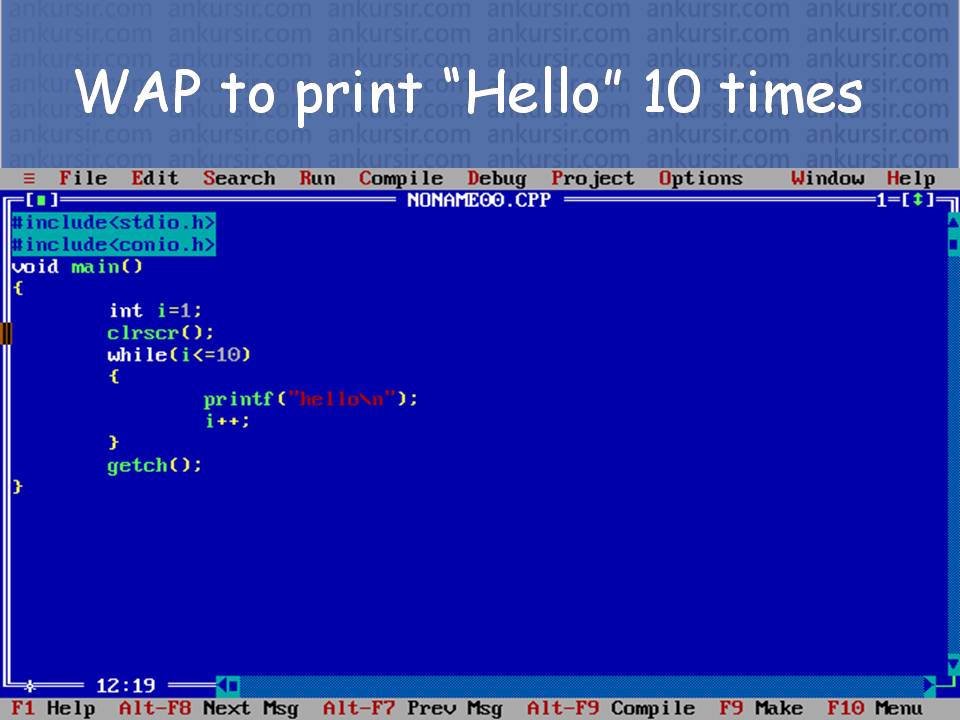 ankursir.com ankursir.com ankursir.com ankursir.com ankursir.com ankursir.com
WAP to print “Hello” 10 times
≡ File Edit Search Run Compile Debug Project Options Window Help
[■] NONAME00.CPP 1=[↕]
#include<stdio.h>
#include<conio.h>
void main()
{
int i=1;
clrscr();
while(i<=10)
{
printf("hello\n");
i++;
}
getch();
}
12:19
F1 Help Alt-F8 Next Msg Alt-F7 Prev Msg Alt-F9 Compile F9 Make F10 Menu